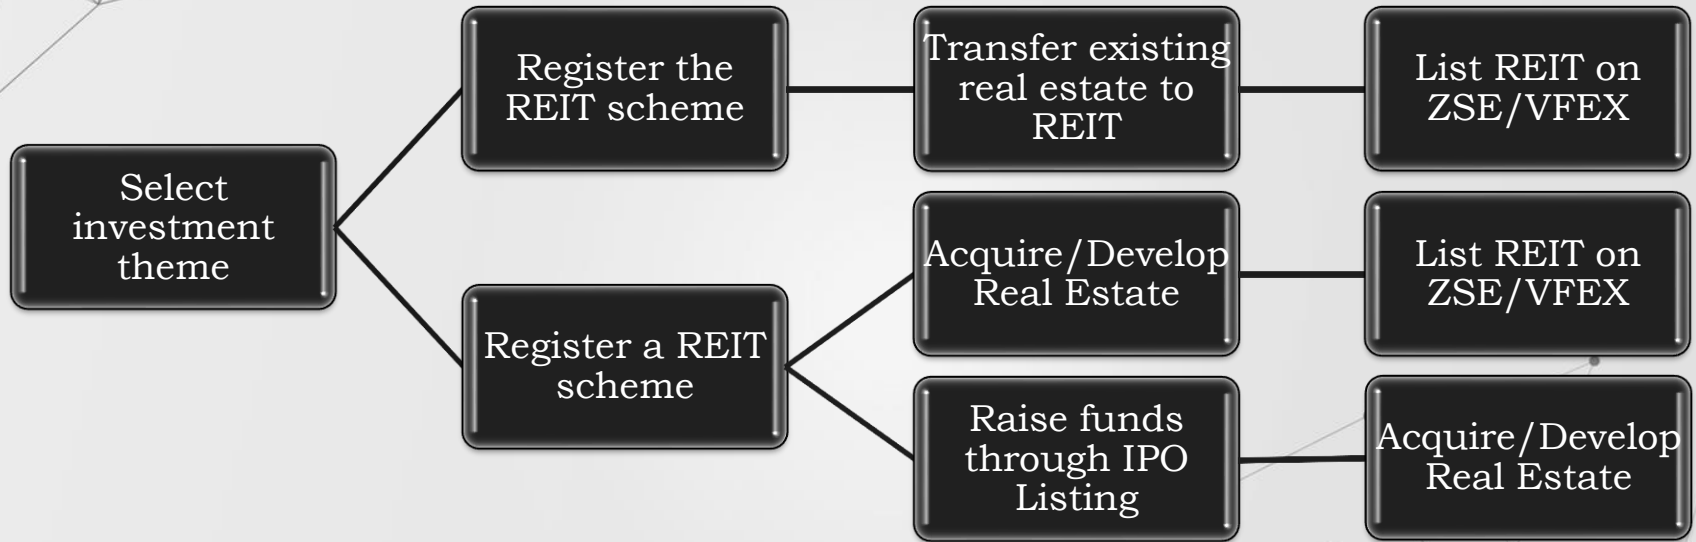 Select
investment
theme
Register the
REIT scheme
Transfer existing
real estate to
REIT
List REIT on
ZSE/VFEX
Register a REIT
scheme
Acquire/Develop
Real Estate
List REIT on
ZSE/VFEX
Raise funds
through IPO
Listing
Acquire/Develop
Real Estate